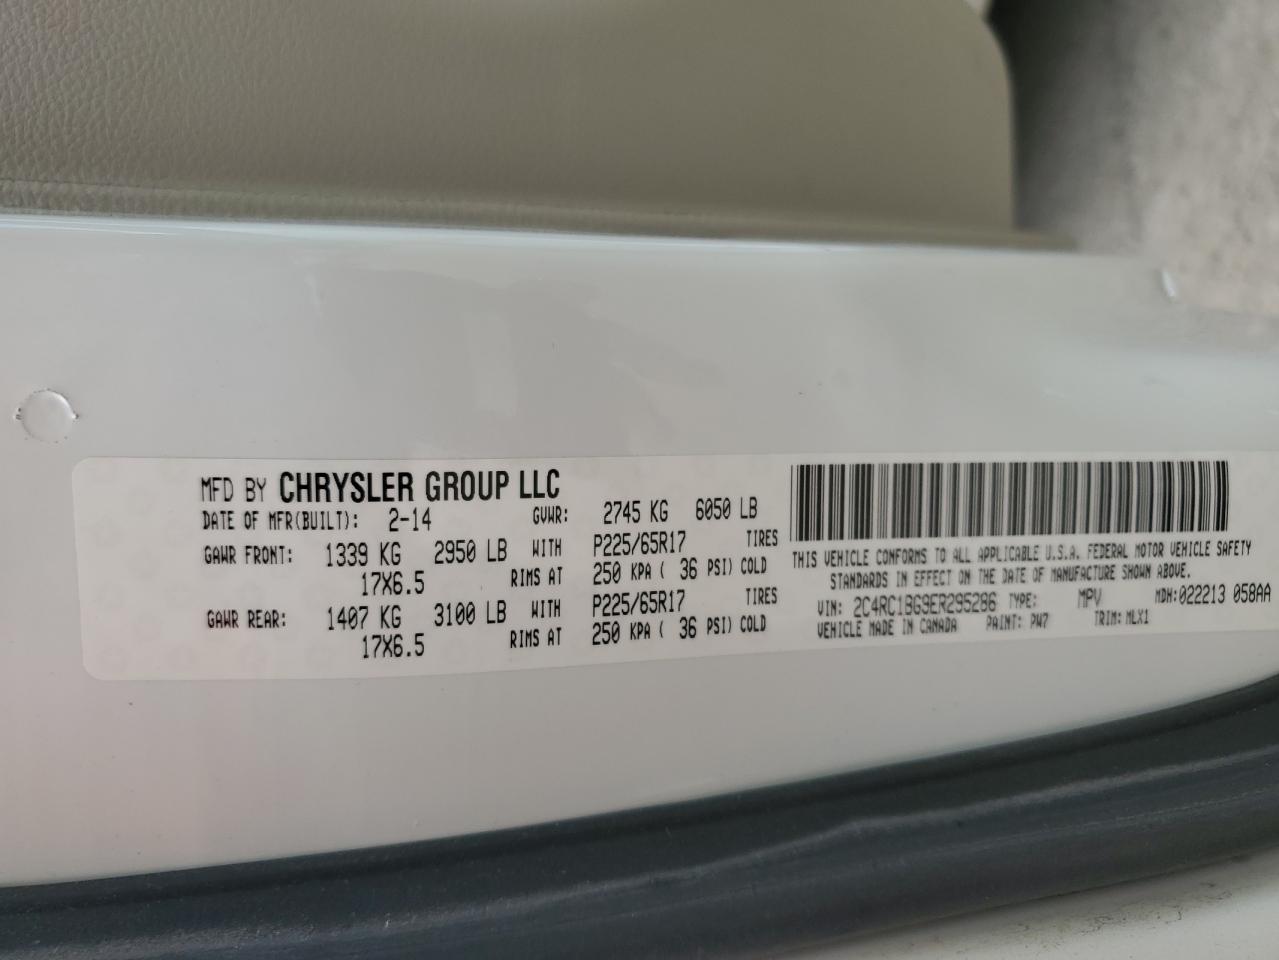 MFD BY CHRYSLER GROUP LLC
DATE OF MFR(BUILT): 2-14 GVWR: 2745 KG 6050 LB
GAWR FRONT: 1339 KG 2950 LB WITH P225/65R17 TIRES
17X6.5 RIMS AT 250 KPA ( 36 PSI) COLD
GAWR REAR: 1407 KG 3100 LB WITH P225/65R17 TIRES
17X6.5 RIMS AT 250 KPA ( 36 PSI) COLD
THIS VEHICLE CONFORMS TO ALL APPLICABLE U.S.A. FEDERAL MOTOR VEHICLE SAFETY
STANDARDS IN EFFECT ON THE DATE OF MANUFACTURE SHOWN ABOVE.
VIN: 2C4RC1BG9ER295286 TYPE: MPV MDH:022213 058AA
VEHICLE MADE IN CANADA PAINT: PW7 TRIM: MLX1